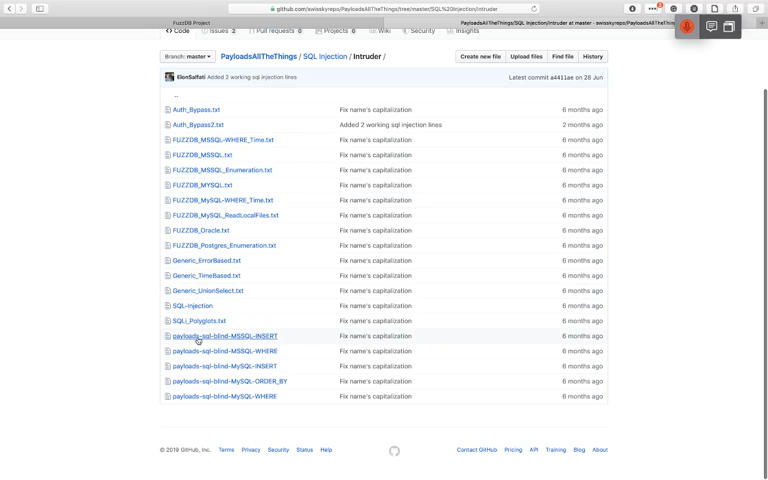 github.com/swisskyrepo/PayloadsAllTheThings/tree/master/SQL%20Injection/Intruder
FuzzDB Project
PayloadsAllTheThings/SQL Injection/Intruder at master · swisskyrepo/PayloadsAllTheThings
Code Issues 2 Pull requests 0 Projects 0 Wiki Security Insights
Branch: master PayloadsAllTheThings / SQL Injection / Intruder / Create new file Upload files Find file History
ElonSalfati Added 2 working sql injection lines Latest commit a4411ae on 28 Jun
..
Auth_Bypass.txt Fix name's capitalization 6 months ago
Auth_Bypass2.txt Added 2 working sql injection lines 2 months ago
FUZZDB_MSSQL-WHERE_Time.txt Fix name's capitalization 6 months ago
FUZZDB_MSSQL.txt Fix name's capitalization 6 months ago
FUZZDB_MSSQL_Enumeration.txt Fix name's capitalization 6 months ago
FUZZDB_MYSQL.txt Fix name's capitalization 6 months ago
FUZZDB_MySQL-WHERE_Time.txt Fix name's capitalization 6 months ago
FUZZDB_MySQL_ReadLocalFiles.txt Fix name's capitalization 6 months ago
FUZZDB_Oracle.txt Fix name's capitalization 6 months ago
FUZZDB_Postgres_Enumeration.txt Fix name's capitalization 6 months ago
Generic_ErrorBased.txt Fix name's capitalization 6 months ago
Generic_TimeBased.txt Fix name's capitalization 6 months ago
Generic_UnionSelect.txt Fix name's capitalization 6 months ago
SQL-Injection Fix name's capitalization 6 months ago
SQLi_Polyglots.txt Fix name's capitalization 6 months ago
payloads-sql-blind-MSSQL-INSERT Fix name's capitalization 6 months ago
payloads-sql-blind-MSSQL-WHERE Fix name's capitalization 6 months ago
payloads-sql-blind-MySQL-INSERT Fix name's capitalization 6 months ago
payloads-sql-blind-MySQL-ORDER_BY Fix name's capitalization 6 months ago
payloads-sql-blind-MySQL-WHERE Fix name's capitalization 6 months ago
© 2019 GitHub, Inc. Terms Privacy Security Status Help Contact GitHub Pricing API Training Blog About